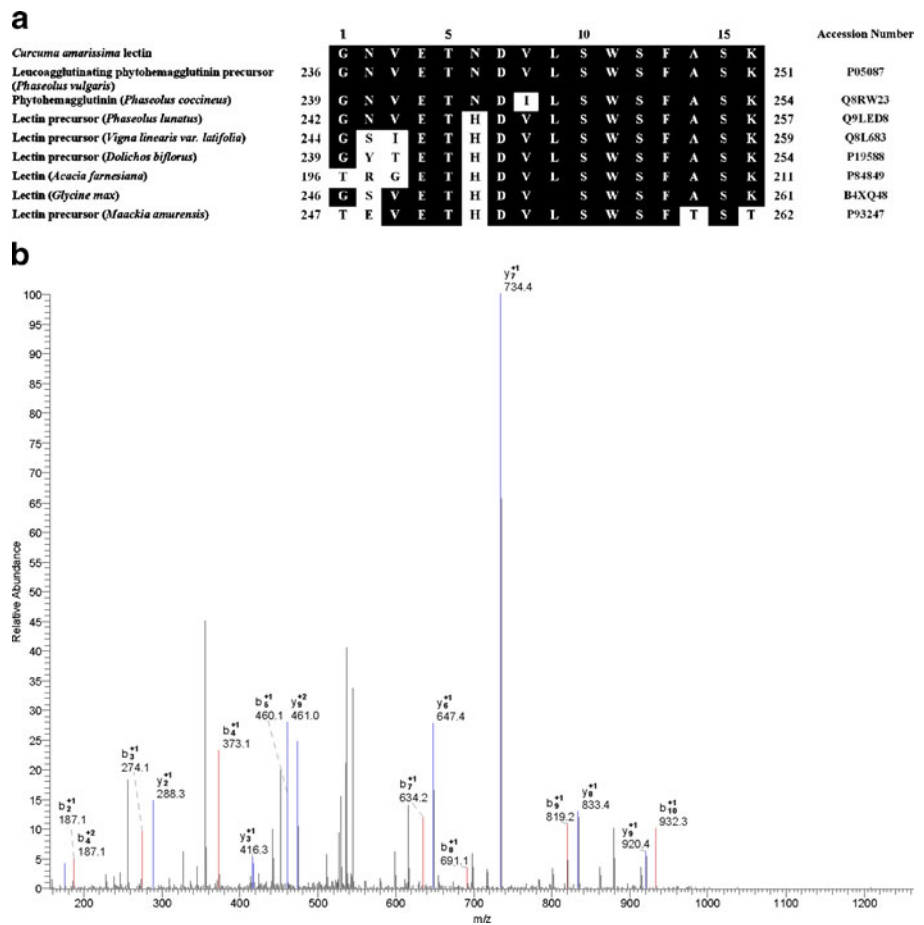 a
1 5 10 15 Accession Number
Curcuma amarissima lectin G N V E T N D V L S W S F A S K
Leucoagglutinating phytohemagglutinin precursor 236 G N V E T N D V L S W S F A S K 251 P05087
(Phaseolus vulgaris)
Phytohemagglutinin (Phaseolus coccineus) 239 G N V E T N D I L S W S F A S K 254 Q8RW23
Lectin precursor (Phaseolus lunatus) 242 G N V E T H D V L S W S F A S K 257 Q9LED8
Lectin precursor (Vigna linearis var. latifolia) 244 G S I E T H D V L S W S F A S K 259 Q8L683
Lectin precursor (Dolichos biflorus) 239 G Y T E T H D V L S W S F A S K 254 P19588
Lectin (Acacia farnesiana) 196 T R G E T H D V L S W S F A S K 211 P84849
Lectin (Glycine max) 246 G S V E T H D V S W S F A S K 261 B4XQ48
Lectin precursor (Maackia amurensis) 247 T E V E T H D V L S W S F T S T 262 P93247
b
y7+1
734.4
100
95
90
85
80
75
70
65
60
55
50
45
40
35
30
25
20
15
10
5
0
Relative Abundance
b2+1
187.1
b4+2
187.1
b3+1
274.1
y2+1
288.3
b4+1
373.1
y3+1
416.3
b5+1
460.1
y9+2
461.0
b7+1
634.2
y6+1
647.4
b8+1
691.1
b9+1
819.2
y8+1
833.4
y9+1
920.4
b10+1
932.3
200 300 400 500 600 700 800 900 1000 1100 1200
m/z